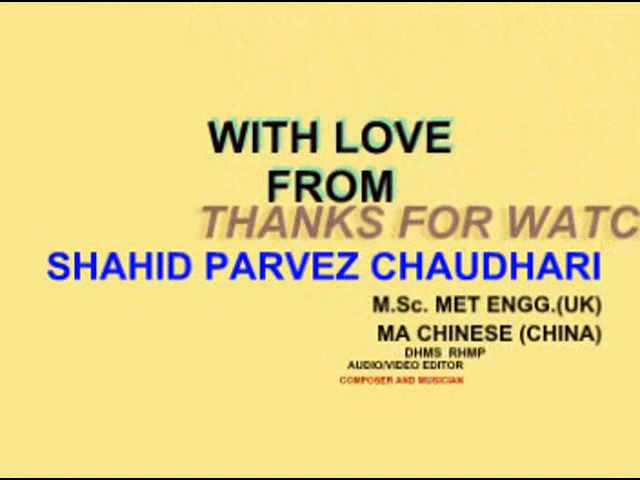 WITH LOVE
FROM
THANKS FOR WATC
SHAHID PARVEZ CHAUDHARI
M.Sc. MET ENGG.(UK)
MA CHINESE (CHINA)
DHMS RHMP
AUDIO/VIDEO EDITOR
COMPOSER AND MUSICIAN